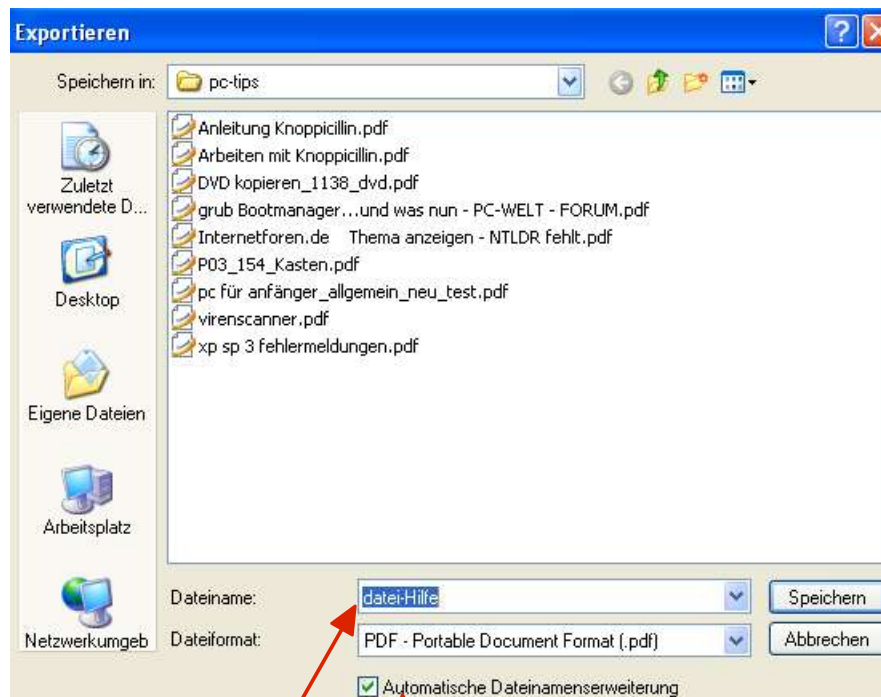 Exportieren
Speichern in: pc-tips
Anleitung Knoppicillin.pdf
Arbeiten mit Knoppicillin.pdf
DVD kopieren_1138_dvd.pdf
grub Bootmanager...und was nun - PC-WELT - FORUM.pdf
Internetforen.de   Thema anzeigen - NTLDR fehlt.pdf
P03_154_Kasten.pdf
pc für anfänger_allgemein_neu_test.pdf
virenscanner.pdf
xp sp 3 fehlermeldungen.pdf
Zuletzt
verwendete D...
Desktop
Eigene Dateien
Arbeitsplatz
Netzwerkumgeb
Dateiname: datei-Hilfe Speichern
Dateiformat: PDF - Portable Document Format (.pdf) Abbrechen
Automatische Dateinamenserweiterung